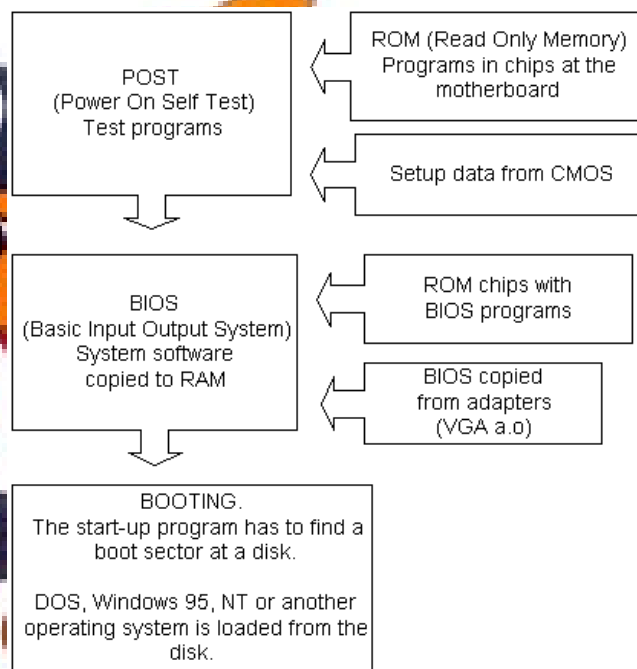 POST
(Power On Self Test)
Test programs
ROM (Read Only Memory)
Programs in chips at the
motherboard
Setup data from CMOS
BIOS
(Basic Input Output System)
System software
copied to RAM
ROM chips with
BIOS programs
BIOS copied
from adapters
(VGA a.o)
BOOTING.
The start-up program has to find a
boot sector at a disk.
DOS, Windows 95, NT or another
operating system is loaded from the
disk.